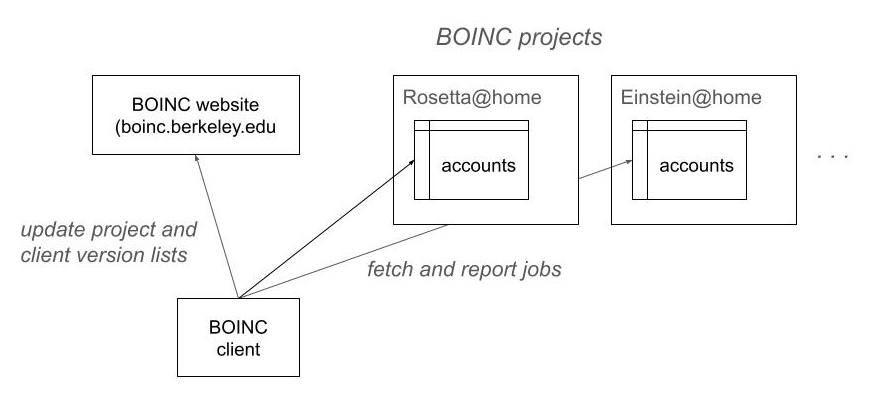 BOINC projects
BOINC website
(boinc.berkeley.edu
Rosetta@home
accounts
Einstein@home
accounts
. . .
update project and
client version lists
fetch and report jobs
BOINC
client